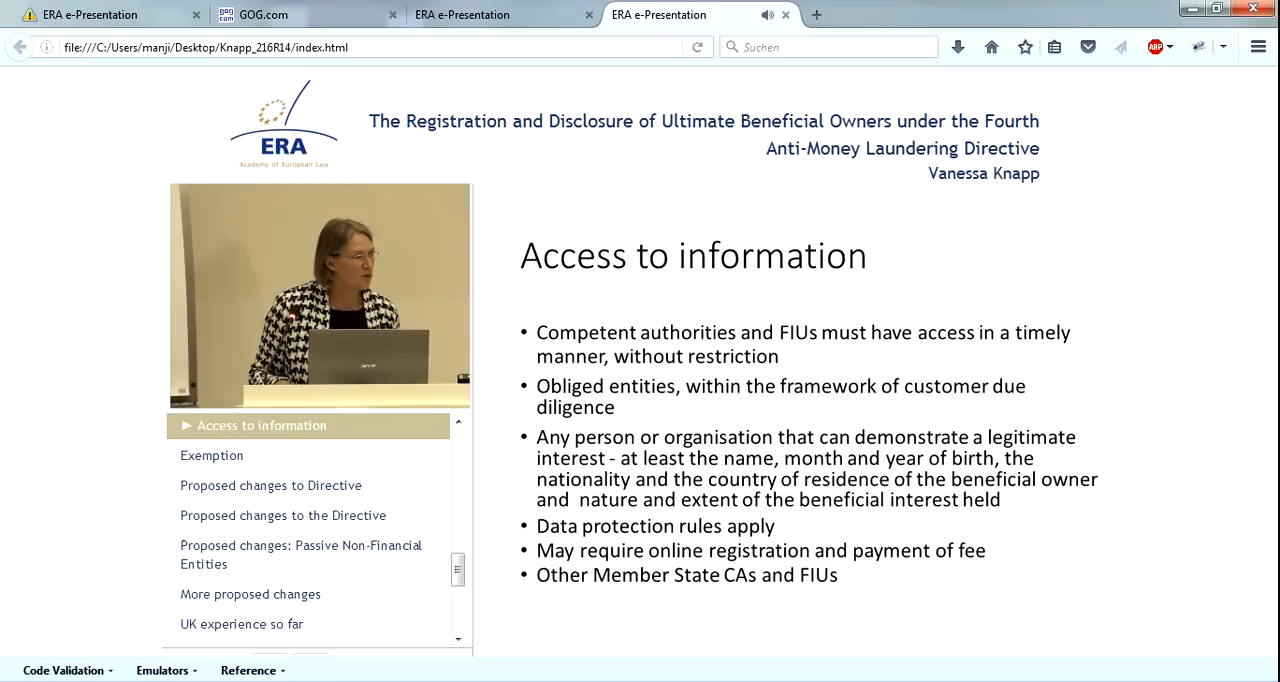 ERA e-Presentation
GOG.com
ERA e-Presentation
ERA e-Presentation
file:///C:/Users/manji/Desktop/Knapp_216R14/index.html
Suchen
ABP
ERA
Academy of European Law
The Registration and Disclosure of Ultimate Beneficial Owners under the Fourth
Anti-Money Laundering Directive
Vanessa Knapp
Access to information
Exemption
Proposed changes to Directive
Proposed changes to the Directive
Proposed changes: Passive Non-Financial
Entities
More proposed changes
UK experience so far
Access to information
• Competent authorities and FIUs must have access in a timely
manner, without restriction
• Obliged entities, within the framework of customer due
diligence
• Any person or organisation that can demonstrate a legitimate
interest - at least the name, month and year of birth, the
nationality and the country of residence of the beneficial owner
and nature and extent of the beneficial interest held
• Data protection rules apply
• May require online registration and payment of fee
• Other Member State CAs and FIUs
Code Validation
Emulators
Reference